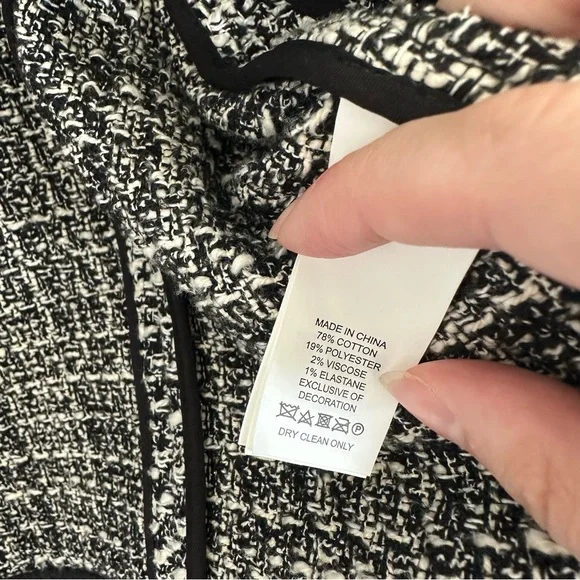 MADE IN CHINA
78% COTTON
19% POLYESTER
2% VISCOSE
1% ELASTANE
EXCLUSIVE OF
DECORATION
P
DRY CLEAN ONLY